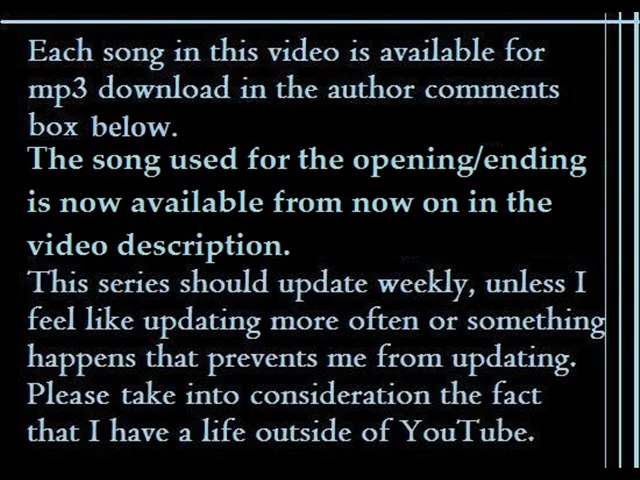 Each song in this video is available for
mp3 download in the author comments
box below.
The song used for the opening/ending
is now available from now on in the
video description.
This series should update weekly, unless I
feel like updating more often or something
happens that prevents me from updating.
Please take into consideration the fact
that I have a life outside of YouTube.